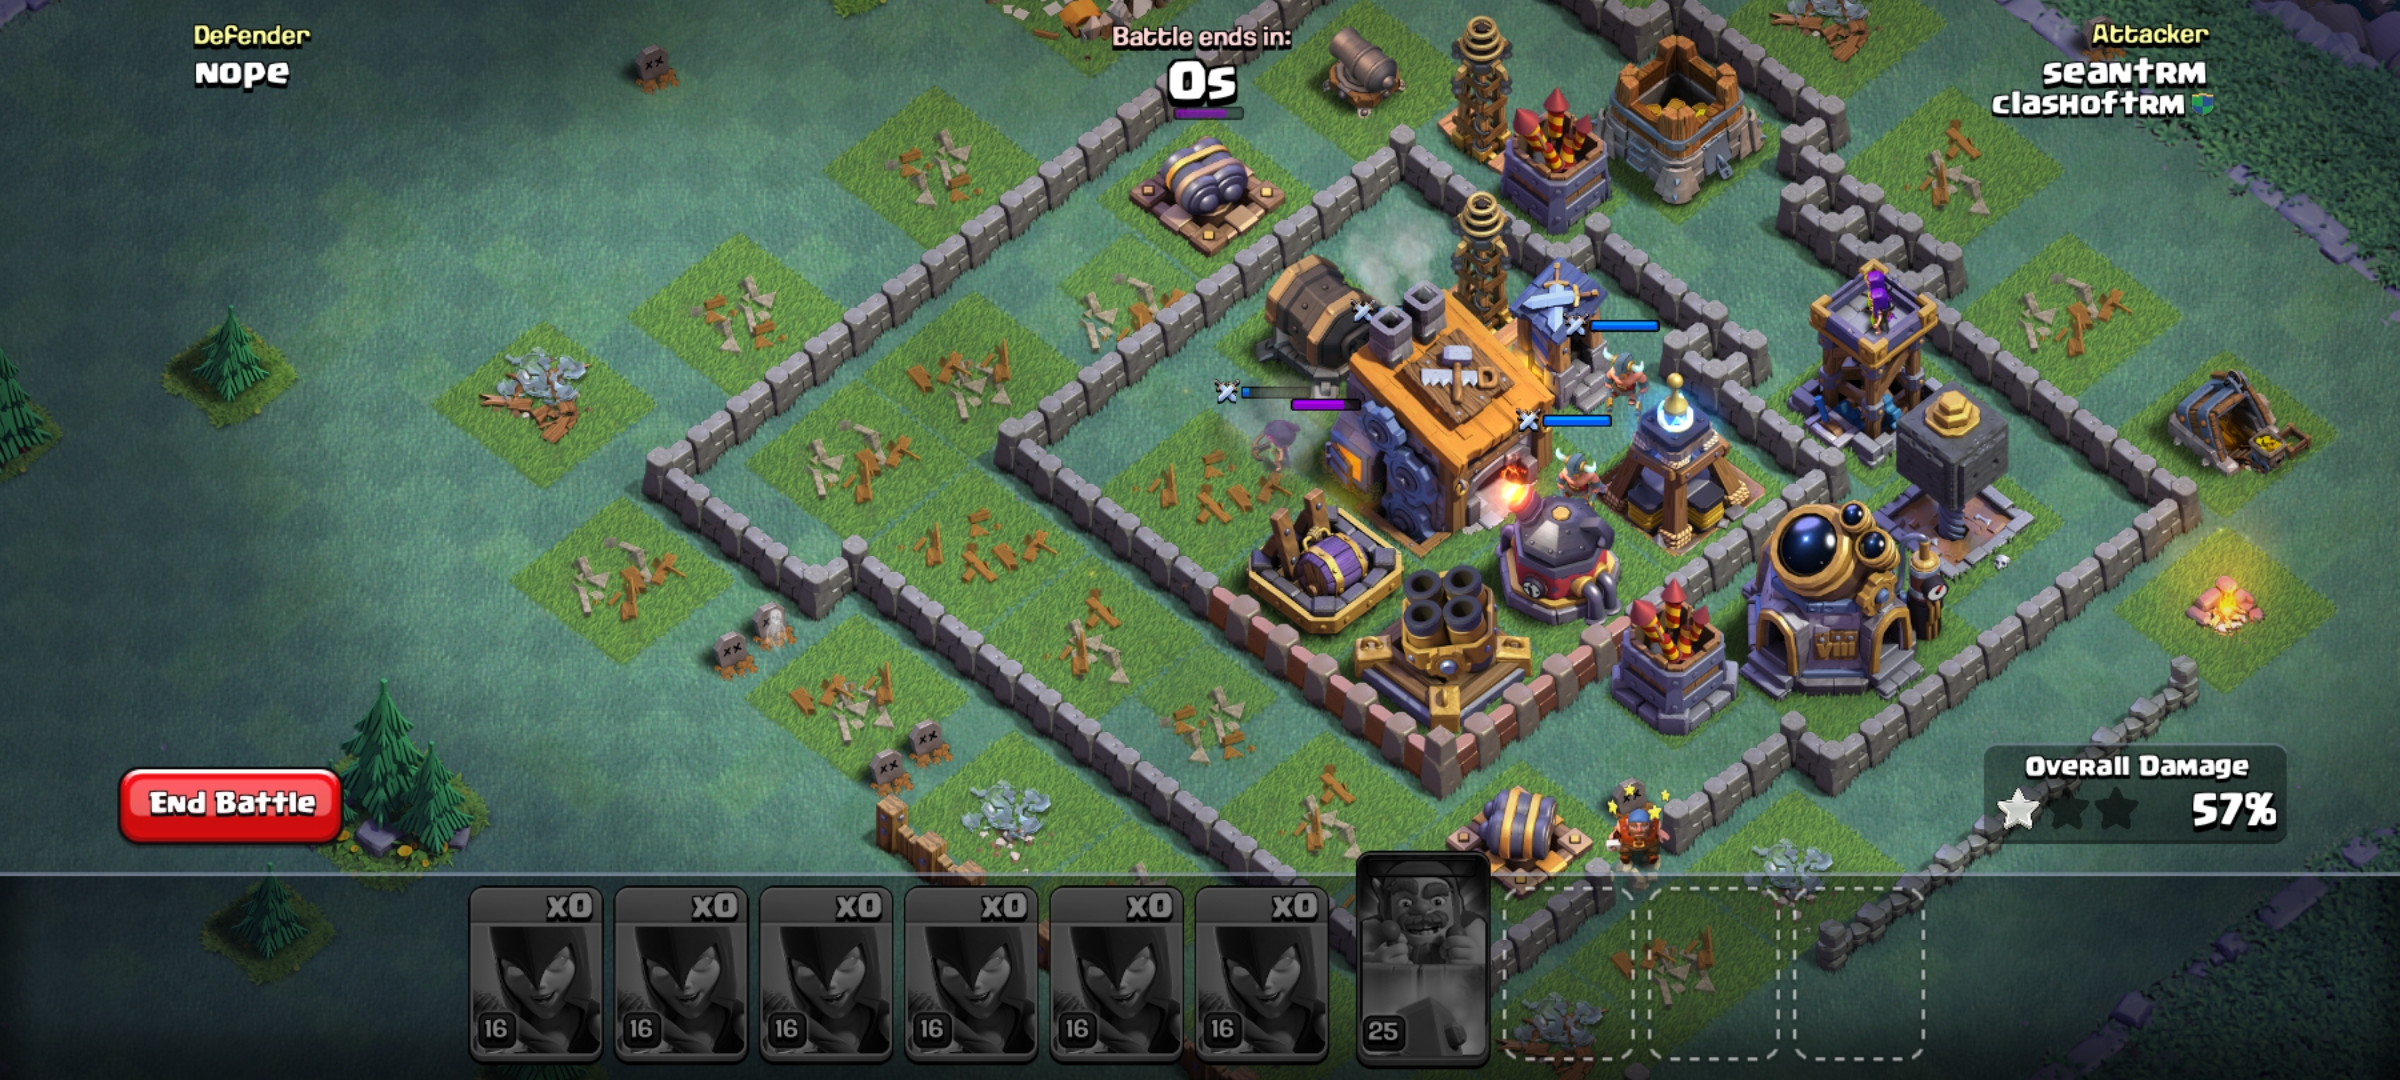 Defender
Nope
Battle ends in:
0s
Attacker
seantRM
clashoftRM
VIII
End Battle
Overall Damage
57%
x0
x0
x0
x0
x0
x0
16
16
16
16
16
16
25